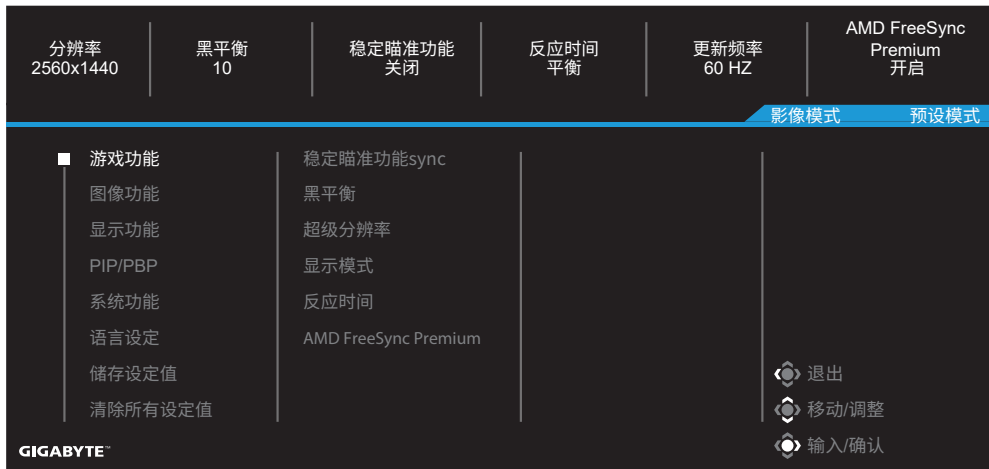 分辨率
2560x1440
黑平衡
10
稳定瞄准功能
关闭
反应时间
平衡
更新频率
60 HZ
AMD FreeSync
Premium
开启
影像模式 预设模式
游戏功能
图像功能
显示功能
PIP/PBP
系统功能
语言设定
储存设定值
清除所有设定值
稳定瞄准功能sync
黑平衡
超级分辨率
显示模式
反应时间
AMD FreeSync Premium
退出
移动/调整
输入/确认
GIGABYTE™